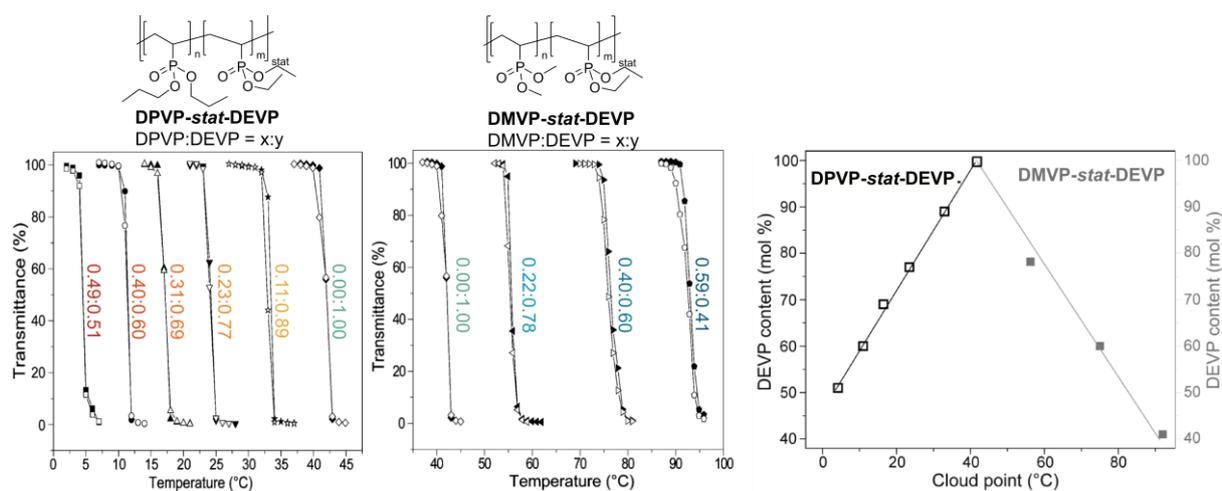 n
m
stat
O P O
O
O P O
O
DPVP-stat-DEVP
DPVP:DEVP = x:y
n
m
stat
O P O
O
O P O
O
DMVP-stat-DEVP
DMVP:DEVP = x:y
Transmittance (%)
100
80
60
40
20
0
0.49:0.51
0.40:0.60
0.31:0.69
0.23:0.77
0.11:0.89
0.00:1.00
0 5 10 15 20 25 30 35 40 45
Temperature (°C)
Transmittance (%)
100
80
60
40
20
0
0.00:1.00
0.22:0.78
0.40:0.60
0.59:0.41
40 50 60 70 80 90 100
Temperature (°C)
DEVP content (mol %)
100
90
80
70
60
50
40
DPVP-stat-DEVP
DMVP-stat-DEVP
100
90
80
70
60
50
40
DEVP content (mol %)
0 20 40 60 80
Cloud point (°C)